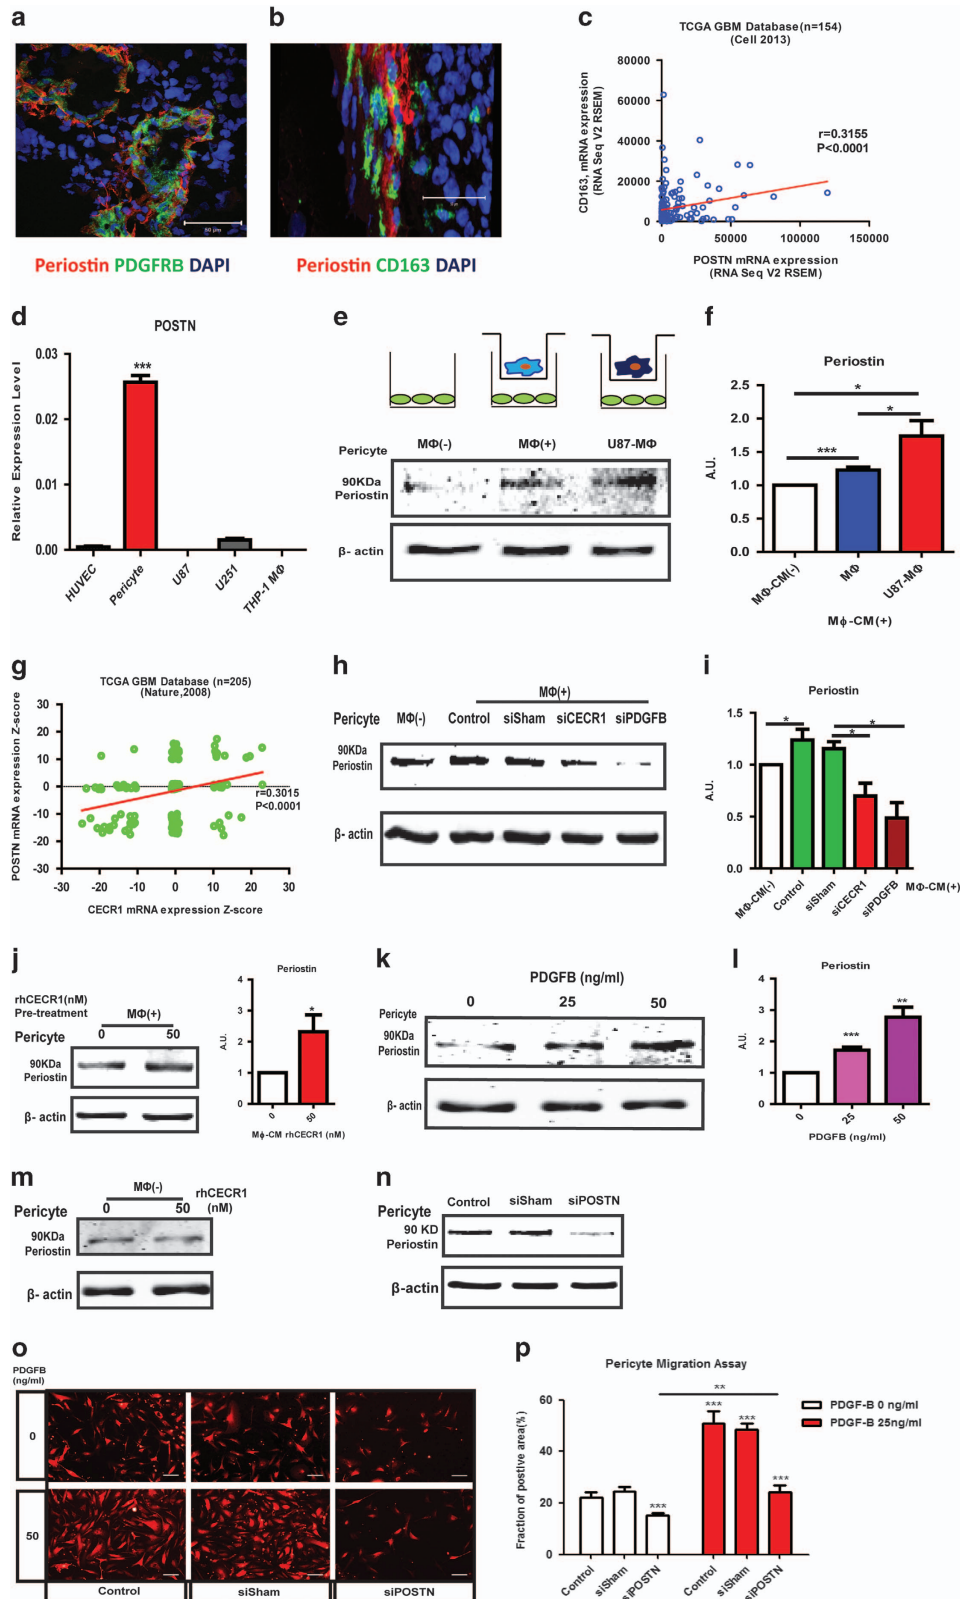 a
50 μm
Periostin PDGFRB DAPI
b
Periostin CD163 DAPI
c
TCGA GBM Database(n=154)
(Cell 2013)
CD163, mRNA expression
(RNA Seq V2 RSEM)
80000
60000
40000
20000
0
r=0.3155
P<0.0001
0 50000 100000 150000
POSTN mRNA expression
(RNA Seq V2 RSEM)
d
POSTN
Relative Expression Level
0.03
0.02
0.01
0.00
***
HUVEC
Pericyte
U87
U251
THP-1 MΦ
e
Pericyte
MΦ(-) MΦ(+) U87-MΦ
90KDa
Periostin
β- actin
f
Periostin
A.U.
2.5
2.0
1.5
1.0
0.5
0.0
*
*
***
MΦ-CM(-)
MΦ
U87-MΦ
Mϕ-CM(+)
g
TCGA GBM Database (n=205)
(Nature,2008)
POSTN mRNA expression Z-score
30
20
10
0
-10
-20
-30
r=0.3015
P<0.0001
-30 -20 -10 0 10 20 30
CECR1 mRNA expression Z-score
h
MΦ(+)
Pericyte MΦ(-) Control siSham siCECR1 siPDGFB
90KDa
Periostin
β- actin
i
Periostin
A.U.
1.5
1.0
0.5
0.0
*
*
*
MΦ-CM(-)
Control
siSham
siCECR1
siPDGFB
MΦ-CM(+)
j
rhCECR1(nM)
Pre-treatment
MΦ(+)
Pericyte 0 50
90KDa
Periostin
β- actin
Periostin
A.U.
4
3
2
1
0
*
0 50
Mϕ-CM rhCECR1 (nM)
k
PDGFB (ng/ml)
0 25 50
Pericyte
90KDa
Periostin
β- actin
l
Periostin
A.U.
4
3
2
1
0
***
**
0 25 50
PDGFB (ng/ml)
m
MΦ(-)
Pericyte 0 50 rhCECR1
(nM)
90KDa
Periostin
β- actin
n
Pericyte Control siSham siPOSTN
90 KD
Periostin
β-actin
o
PDGFB
(ng/ml)
0
50
Control siSham siPOSTN
p
Pericyte Migration Assay
Fraction of postive area(%)
60
40
20
0
**
***
***
***
***
PDGF-B 0 ng/ml
PDGF-B 25ng/ml
Control
siSham
siPOSTN
Control
siSham
siPOSTN